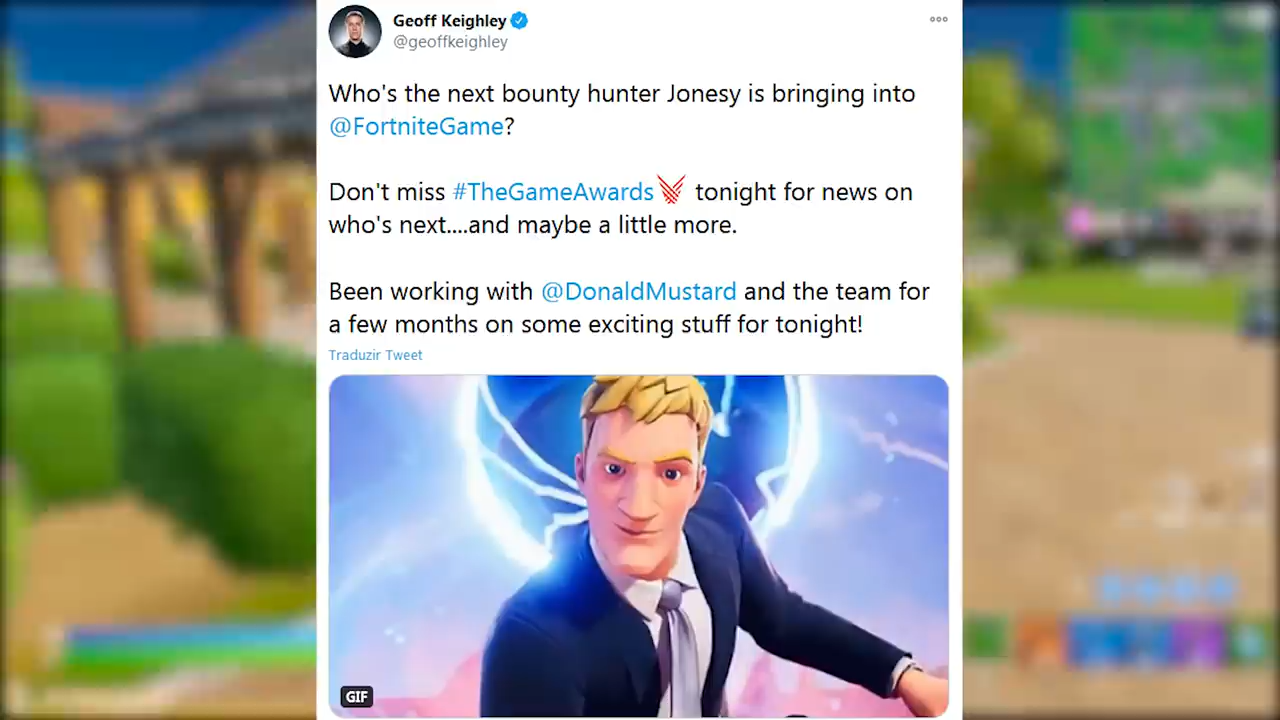 Geoff Keighley
@geoffkeighley
Who's the next bounty hunter Jonesy is bringing into
@FortniteGame?
Don't miss #TheGameAwards tonight for news on
who's next....and maybe a little more.
Been working with @DonaldMustard and the team for
a few months on some exciting stuff for tonight!
Traduzir Tweet
GIF